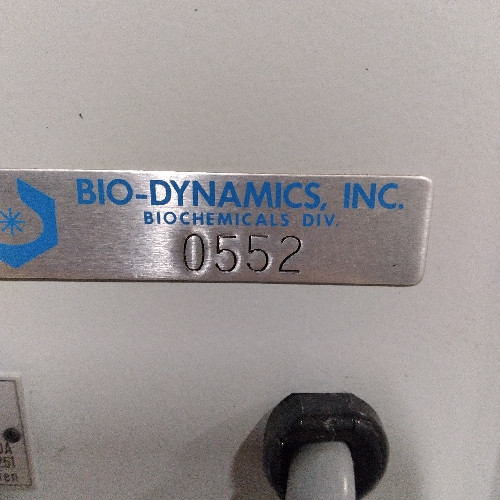 BIO-DYNAMICS, INC.
BIOCHEMICALS DIV.
0552